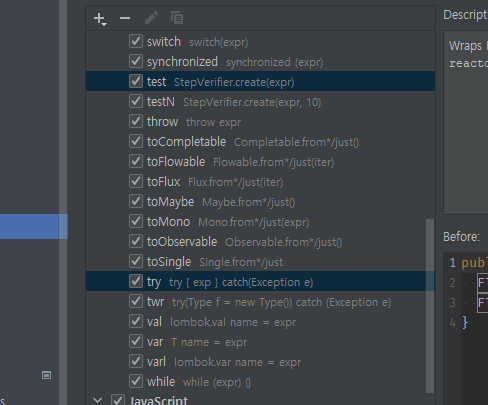 Descript
switch switch(expr)
synchronized synchronized (expr)
test StepVerifier.create(expr)
testN StepVerifier.create(expr, 10)
throw throw expr
toCompletable Completable.from*/just()
toFlowable Flowable.from*/just(iter)
toFlux Flux.from*/just(iter)
toMaybe Maybe.from*/just()
toMono Mono.from*/just(expr)
toObservable Observable.from*/just()
toSingle Single.from*/just
try try { exp } catch(Exception e)
twr try(Type f = new Type()) catch (Exception e)
val lombok.val name = expr
var T name = expr
varl lombok.var name = expr
while while (expr) {}
JavaScript
Wraps
reacto
Before:
1 publ
2 Fl
3 Fl
4 }
s